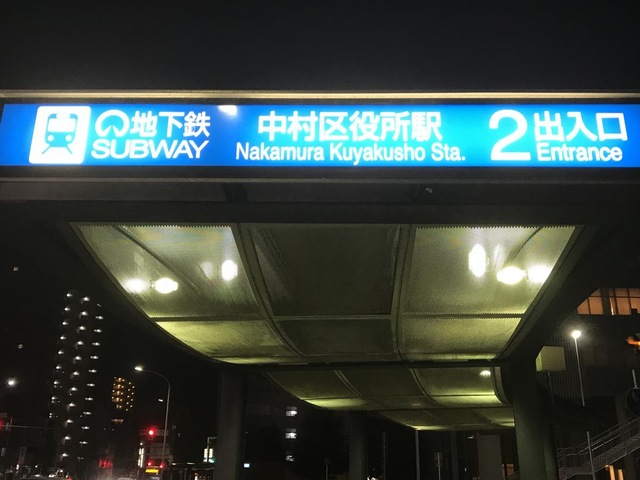 地下鉄
SUBWAY
中村区役所駅
Nakamura Kuyakusho Sta.
2 出入口
Entrance